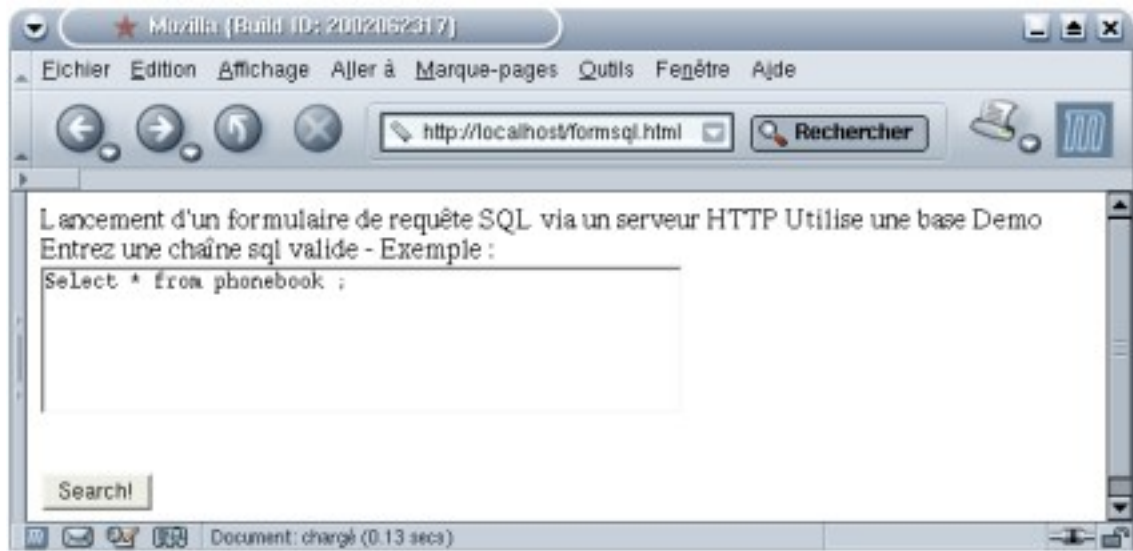 Mozilla {Build ID: 2002062317}
Fichier Edition Affichage Aller à Marque-pages Outils Fenêtre Aide
http://localhost/formsql.html Rechercher
Lancement d'un formulaire de requête SQL via un serveur HTTP Utilise une base Demo
Entrez une chaîne sql valide - Exemple :
Select * from phonebook ;
Search!
Document: chargé (0.13 secs)